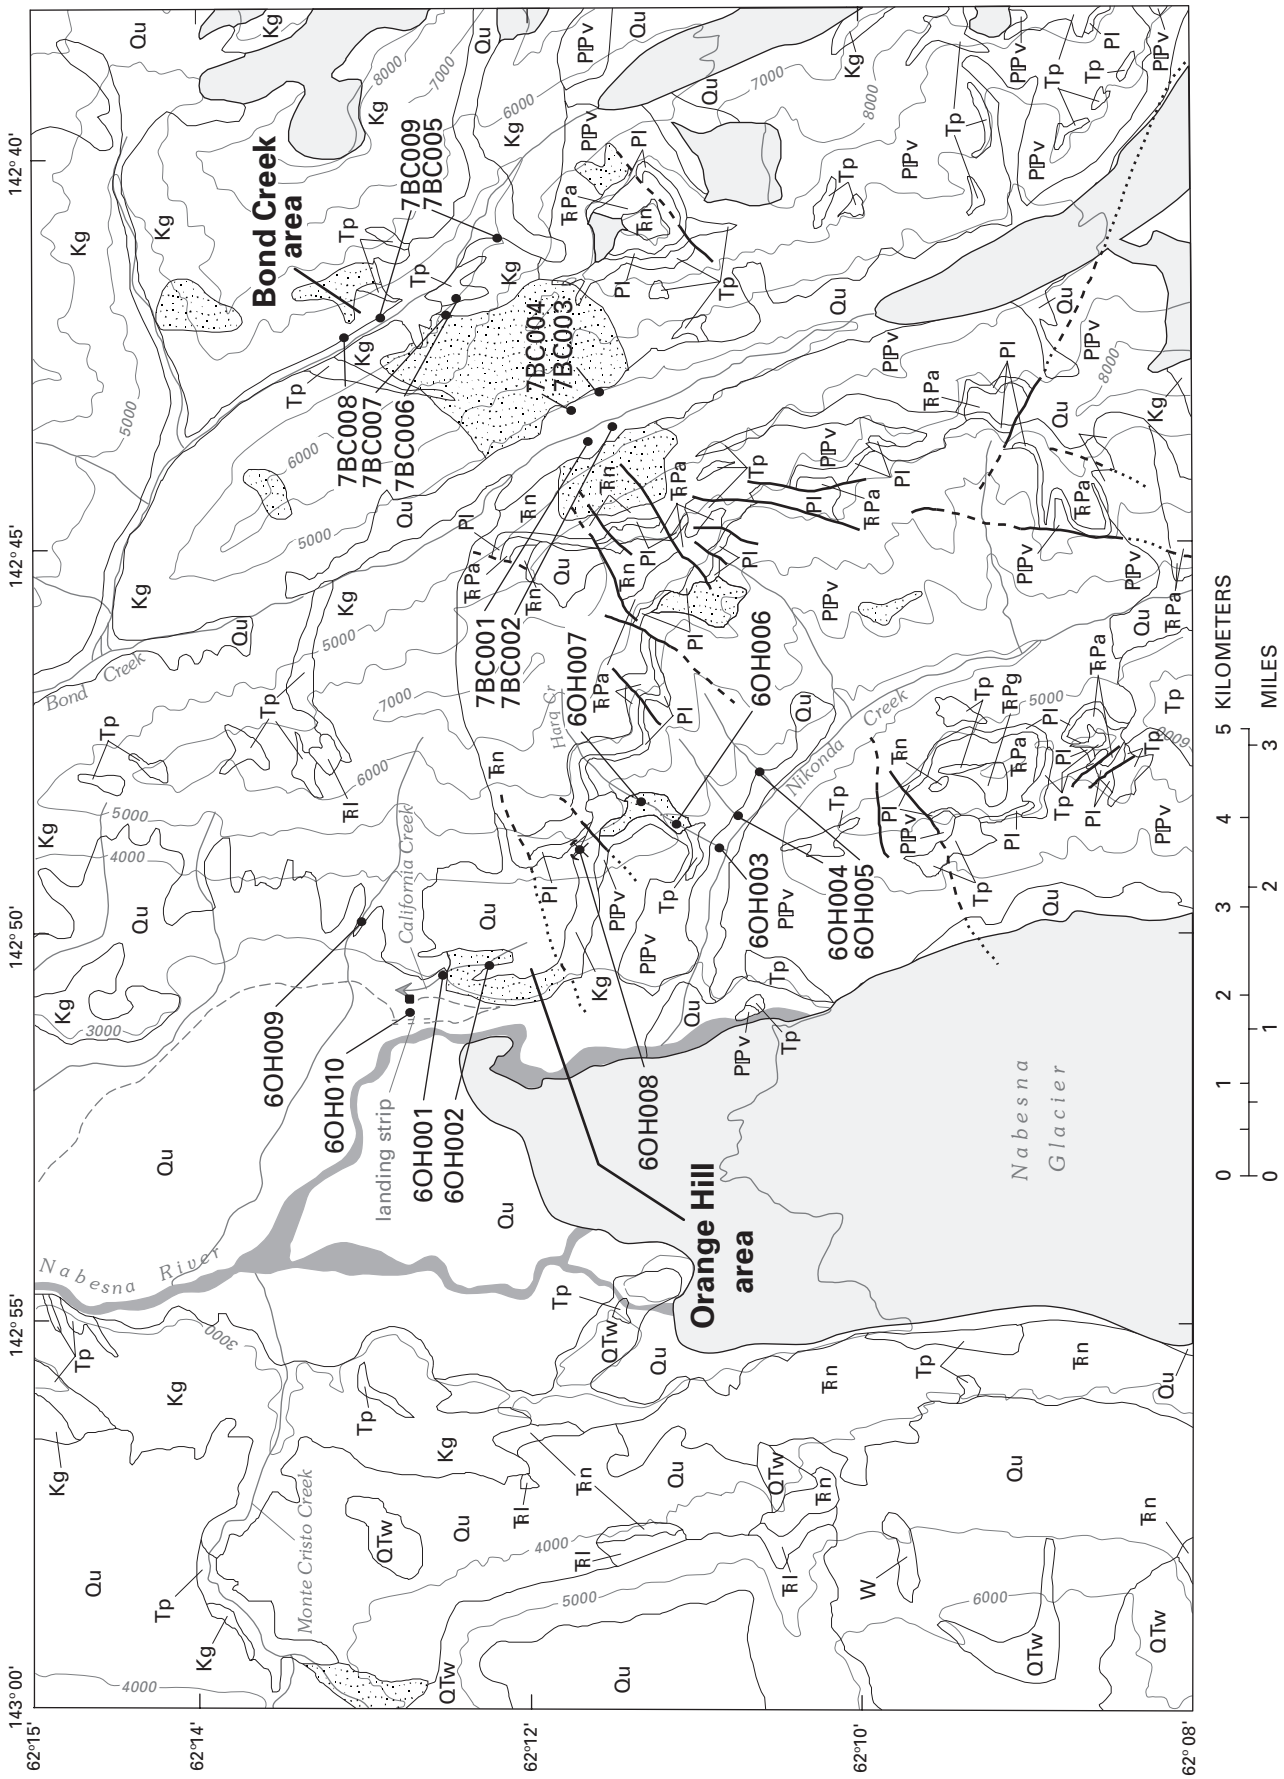 142° 40'
142° 45'
142° 50'
142° 55'
143° 00'
62° 15'
62° 14'
62° 12'
62° 10'
62° 08'
Bond Creek
area
Orange Hill
area
7BC009
7BC005
7BC008
7BC007
7BC006
7BC004
7BC003
7BC001
7BC002
6OH007
6OH006
6OH003
6OH004
6OH005
6OH009
6OH010
6OH001
6OH002
6OH008
landing strip
Bond Creek
California Creek
Harq Cr
Nikonda Creek
Nabesna River
Monte Cristo Creek
Nabesna
Glacier
Qu
Kg
Tp
Pl
PIPv
TRPa
TRn
TRl
TRPg
QTw
W
3000
4000
5000
6000
7000
8000
0 1 2 3 4 5 KILOMETERS
0 1 2 3 MILES